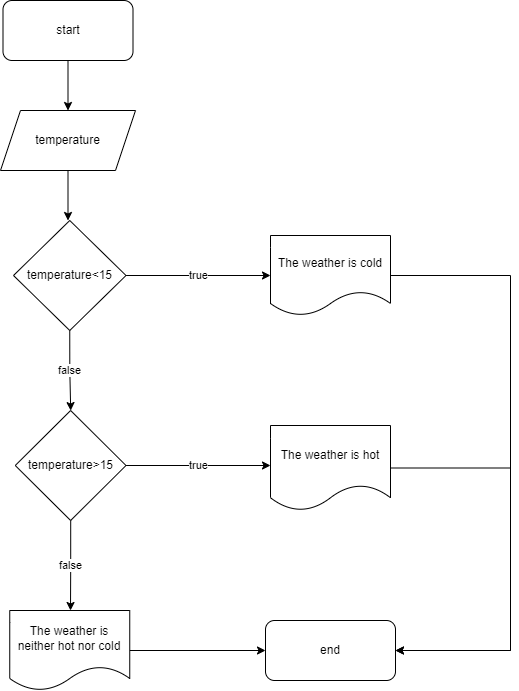 start
temperature
temperature<15
true
The weather is cold
false
temperature>15
true
The weather is hot
false
The weather is
neither hot nor cold
end